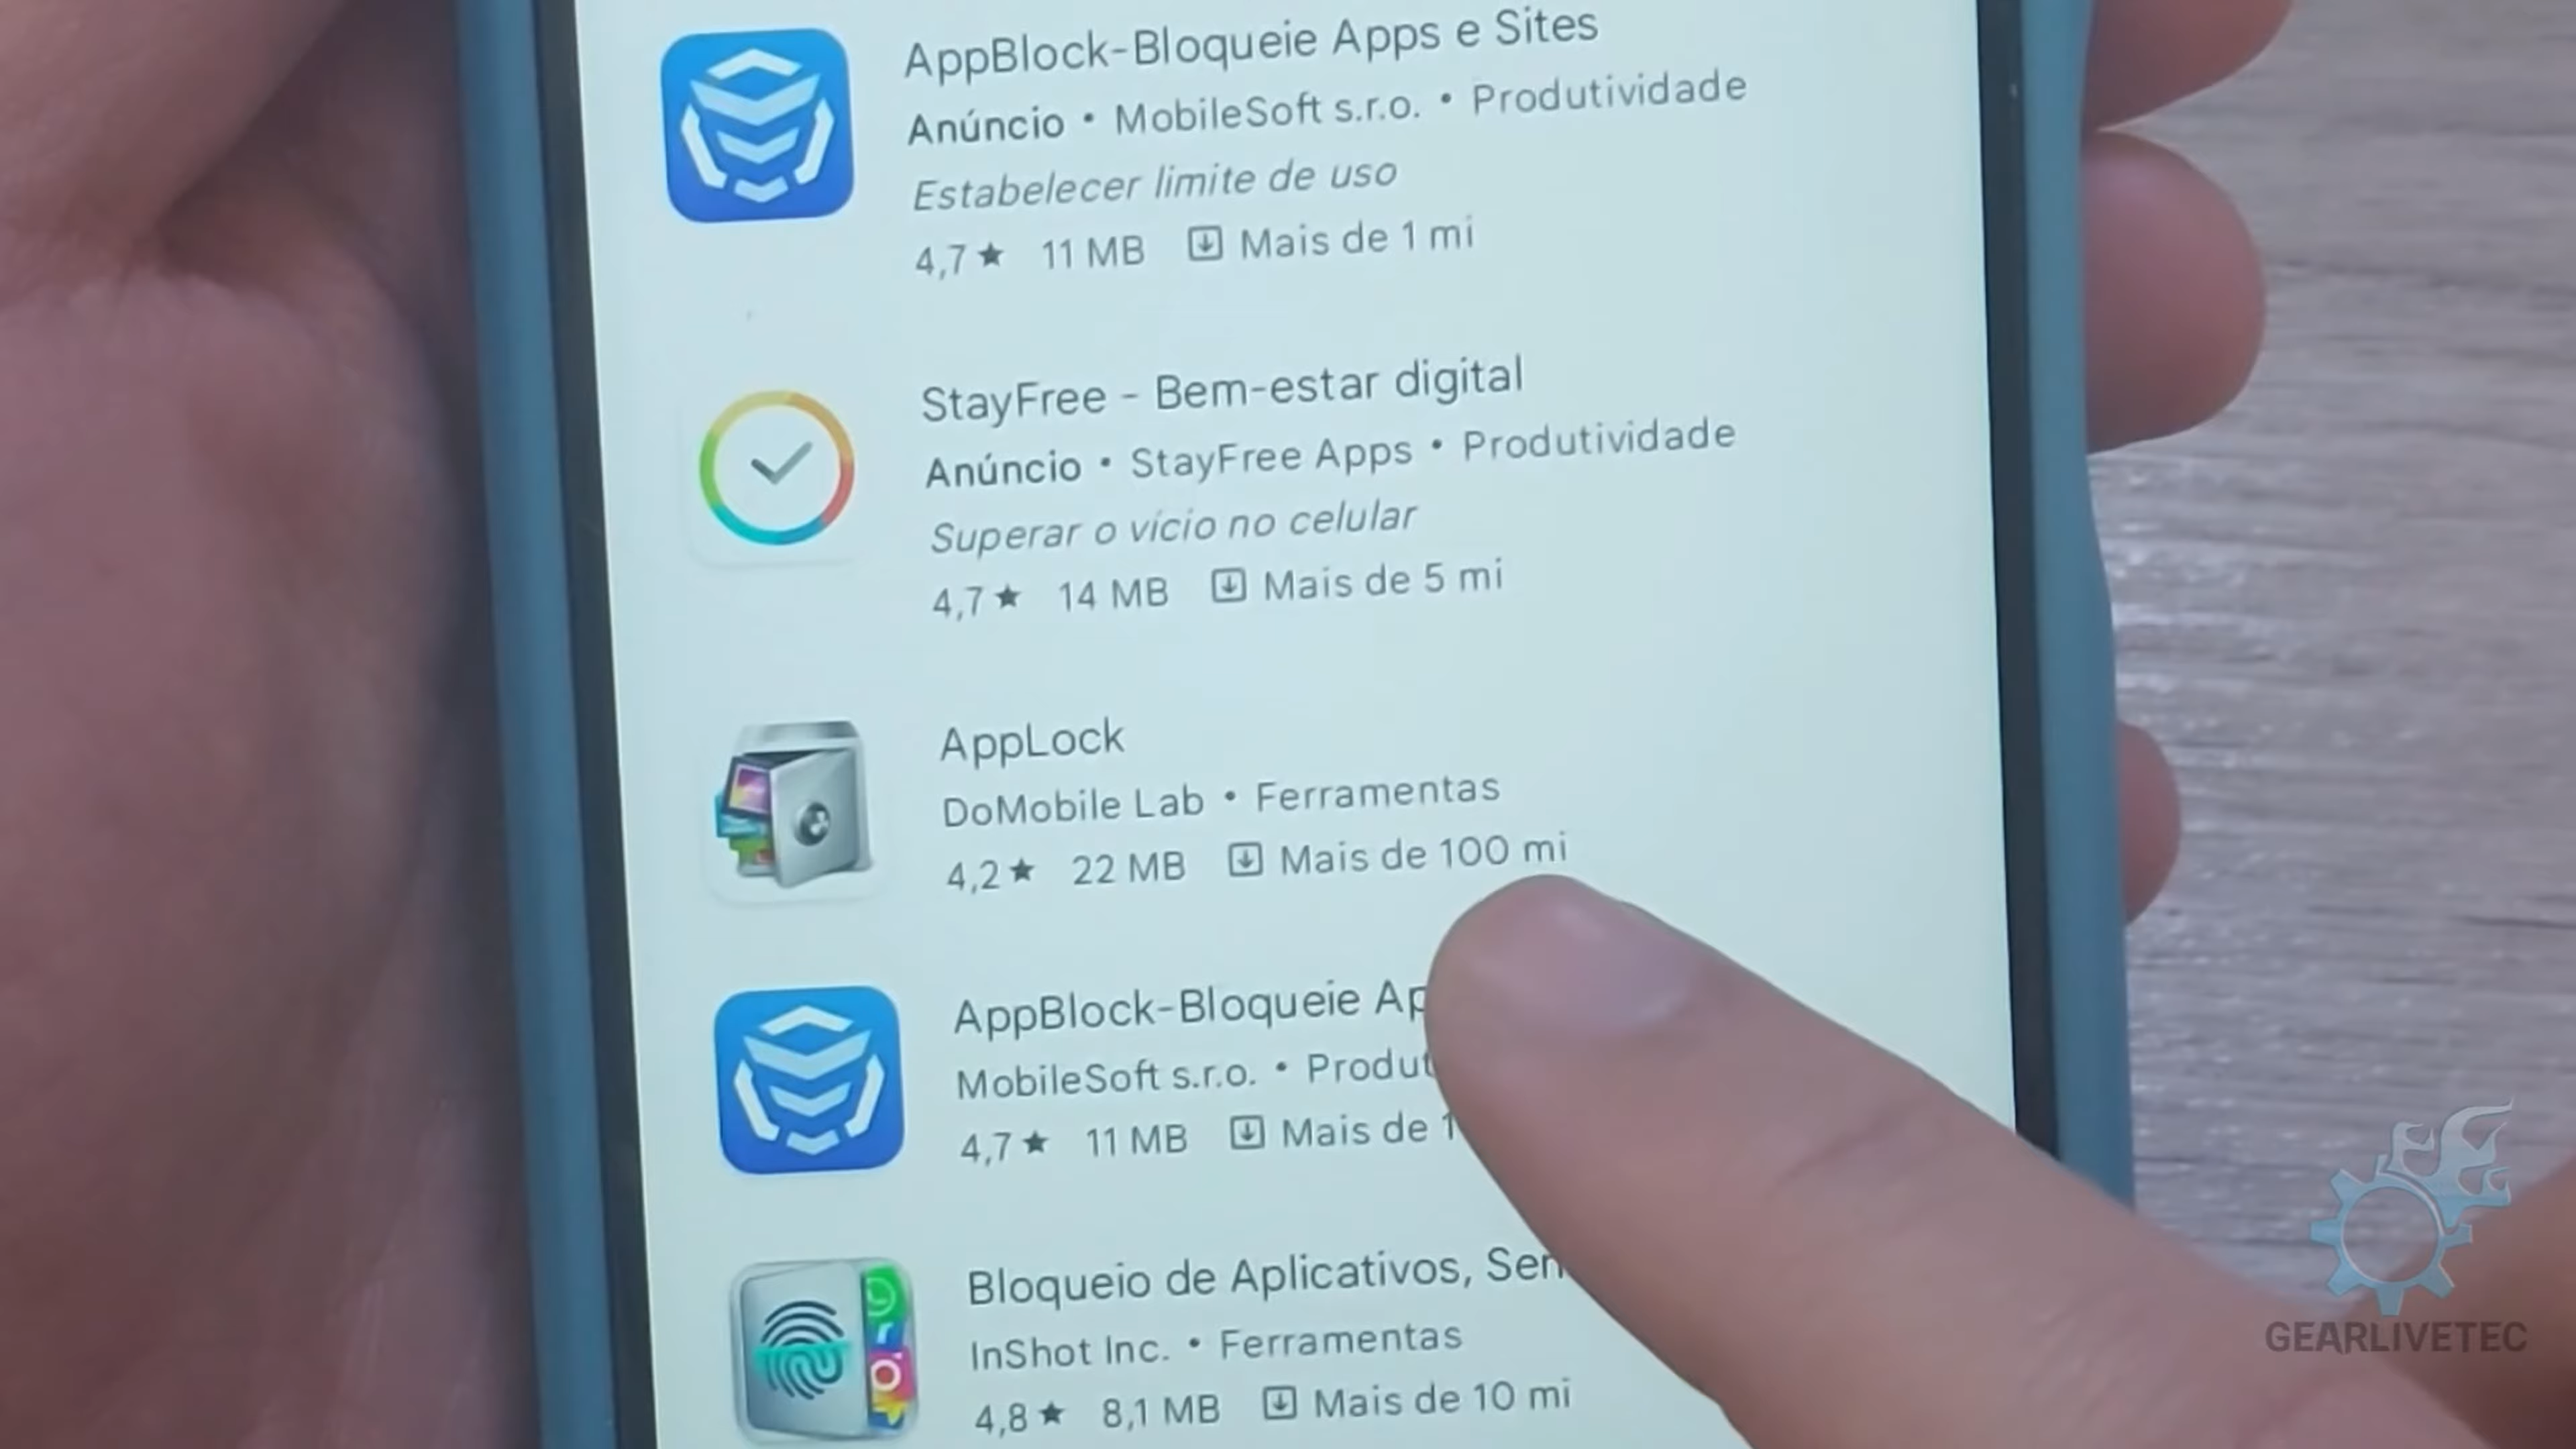 AppBlock-Bloqueie Apps e Sites
Anúncio • MobileSoft s.r.o. • Produtividade
Estabelecer limite de uso
4,7★ 11 MB Mais de 1 mi
StayFree - Bem-estar digital
Anúncio • StayFree Apps • Produtividade
Superar o vício no celular
4,7★ 14 MB Mais de 5 mi
AppLock
DoMobile Lab • Ferramentas
4,2★ 22 MB Mais de 100 mi
AppBlock-Bloqueie
MobileSoft s.r.o. •
4,7★ 11 MB Mais de 1
Bloqueio de Aplicativos,
InShot Inc. • Ferramentas
4,8★ 8,1 MB Mais de 10 mi
GEARLIVETEC